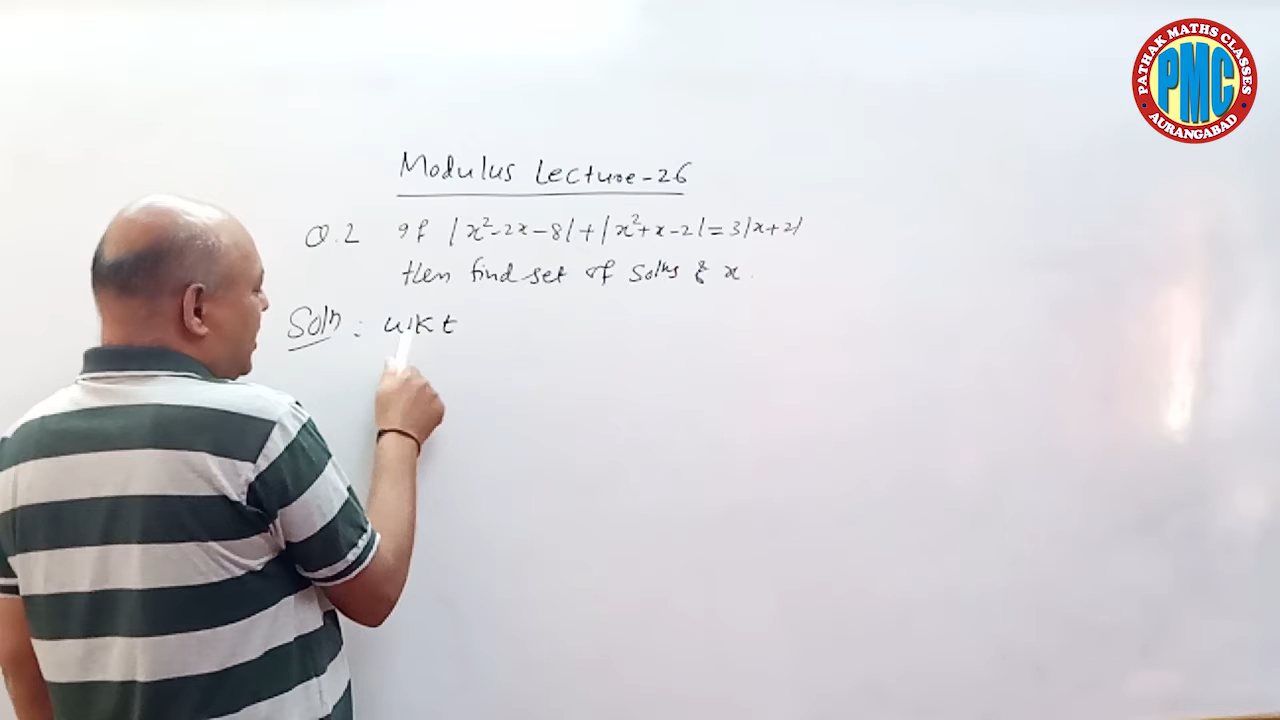 PATHAK MATHS CLASSES
PMC
AURANGABAD
Modulus Lecture-26
Q.2 If |x²-2x-8|+|x²+x-2|=3|x+2|
then find set of Solns of x.
Soln : WKt